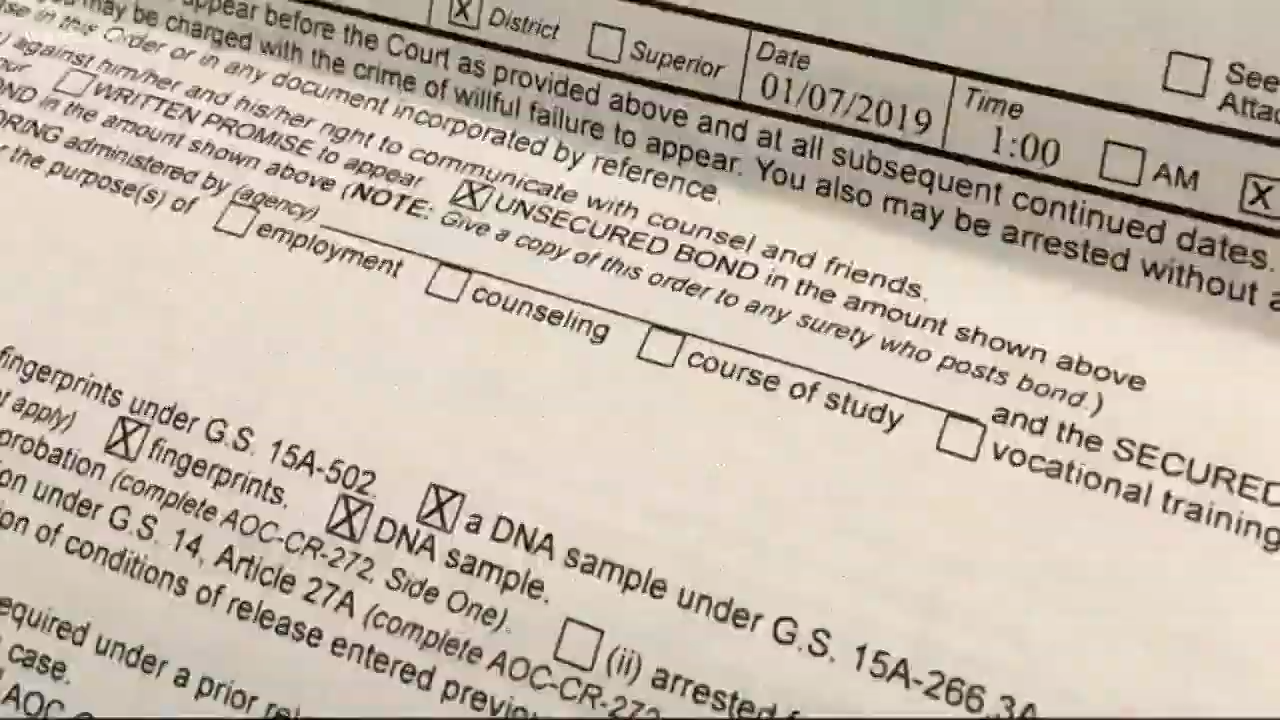 District Superior Date 01/07/2019 Time 1:00 AM See
appear before the Court as provided above and at all subsequent continued dates.
may be charged with the crime of willful failure to appear. You also may be arrested without
in this Order or in any document incorporated by reference.
against him/her and his/her right to communicate with counsel and friends.
WRITTEN PROMISE to appear UNSECURED BOND in the amount shown above
in the amount shown above (NOTE: Give a copy of this order to any surety who posts bond.)
administered by (agency) and the SECURED
the purpose(s) of employment counseling course of study vocational training
fingerprints under G.S. 15A-502. a DNA sample under G.S. 15A-266.3A
apply) fingerprints. DNA sample.
probation (complete AOC-CR-272, Side One). (ii) arrested
under G.S. 14, Article 27A (complete AOC-CR-272
of conditions of release entered
required under a prior
case.
AOC